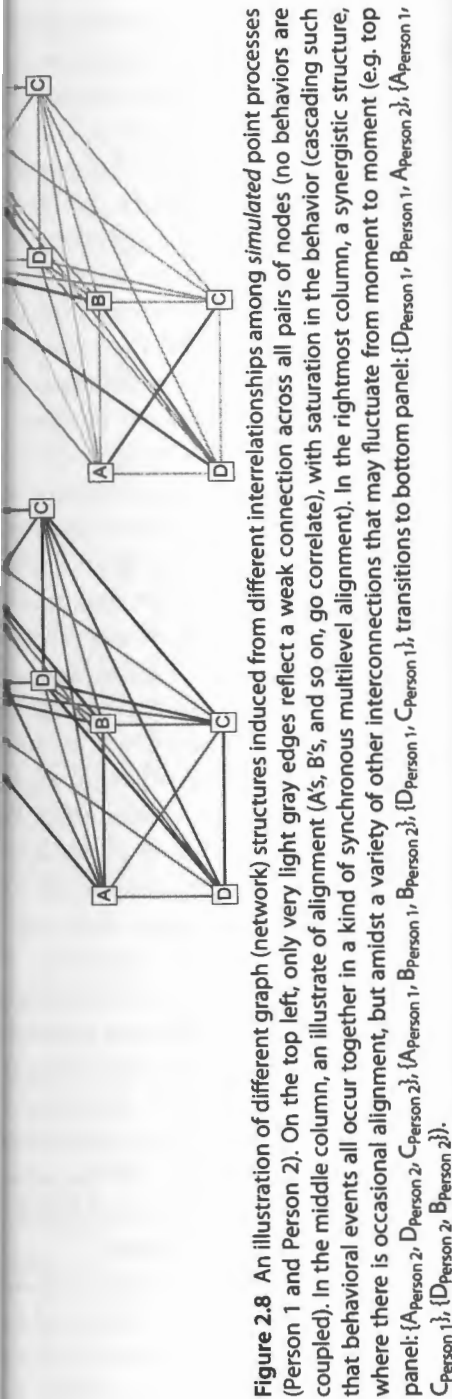 A
B
D
C
D
C
A
B
D
C
D
C
Figure 2.8 An illustration of different graph (network) structures induced from different interrelationships among simulated point processes
(Person 1 and Person 2). On the top left, only very light gray edges reflect a weak connection across all pairs of nodes (no behaviors are
coupled). In the middle column, an illustrate of alignment (A's, B's, and so on, go correlate), with saturation in the behavior (cascading such
that behavioral events all occur together in a kind of synchronous multilevel alignment). In the rightmost column, a synergistic structure,
where there is occasional alignment, but amidst a variety of other interconnections that may fluctuate from moment to moment (e.g. top
panel: {APerson 2, DPerson 2, CPerson 2}, {APerson 1, BPerson 1, BPerson 2}, {DPerson 1, CPerson 1}, transitions to bottom panel: {DPerson 1, BPerson 1, APerson 2}, {APerson 1,
CPerson 1}, {DPerson 2, BPerson 2}).